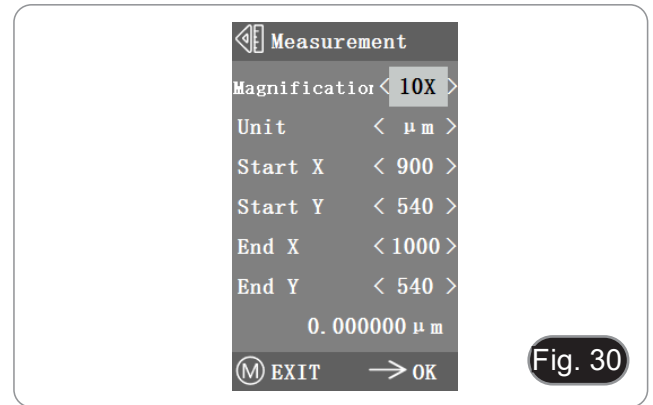 Measurement
Magnificatior < 10X >
Unit < μm >
Start X < 900 >
Start Y < 540 >
End X < 1000 >
End Y < 540 >
0.000000 μm
M EXIT → OK
Fig. 30